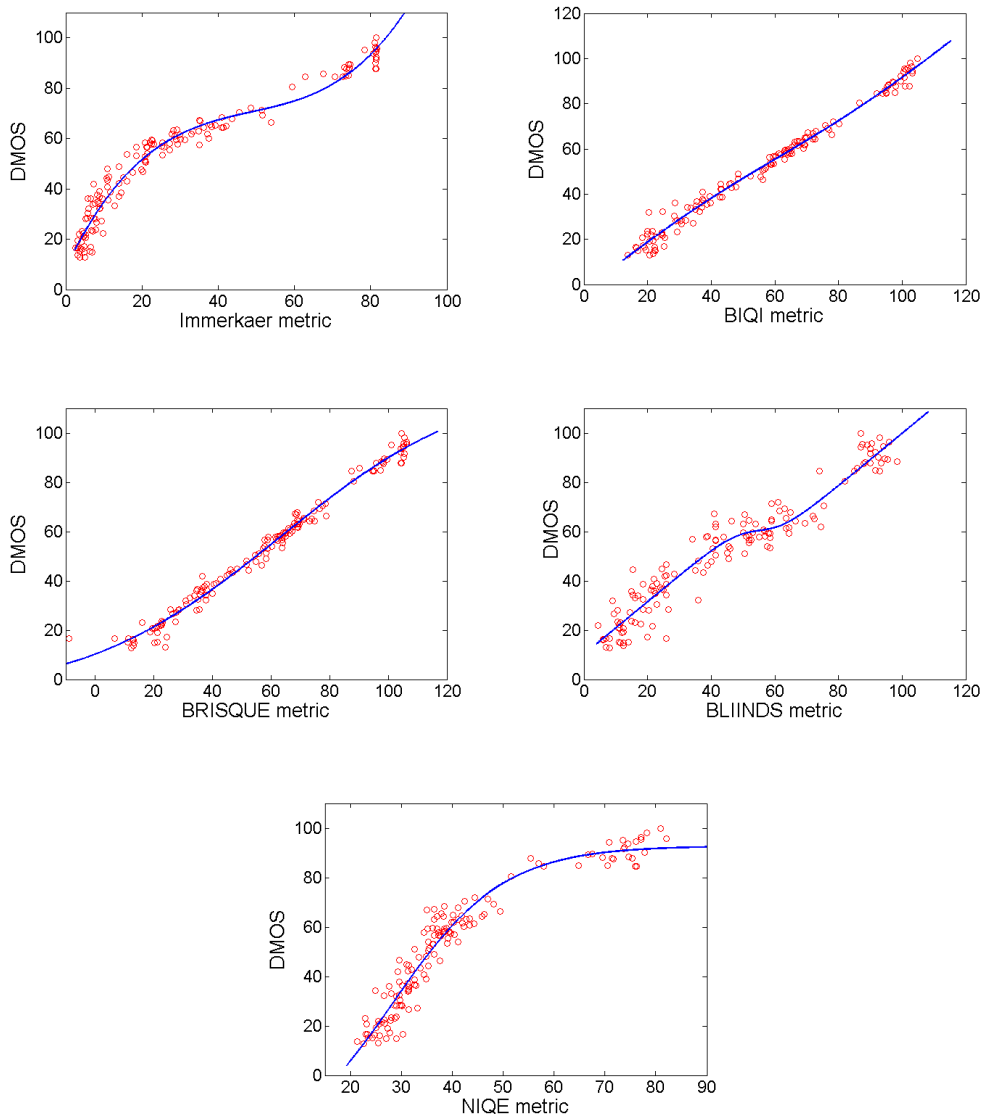 100
80
60
40
20
0
DMOS
0 20 40 60 80 100
Immerkaer metric
120
100
80
60
40
20
0
DMOS
0 20 40 60 80 100 120
BIQI metric
100
80
60
40
20
0
DMOS
0 20 40 60 80 100 120
BRISQUE metric
100
80
60
40
20
0
DMOS
0 20 40 60 80 100 120
BLIINDS metric
100
80
60
40
20
0
DMOS
20 30 40 50 60 70 80 90
NIQE metric